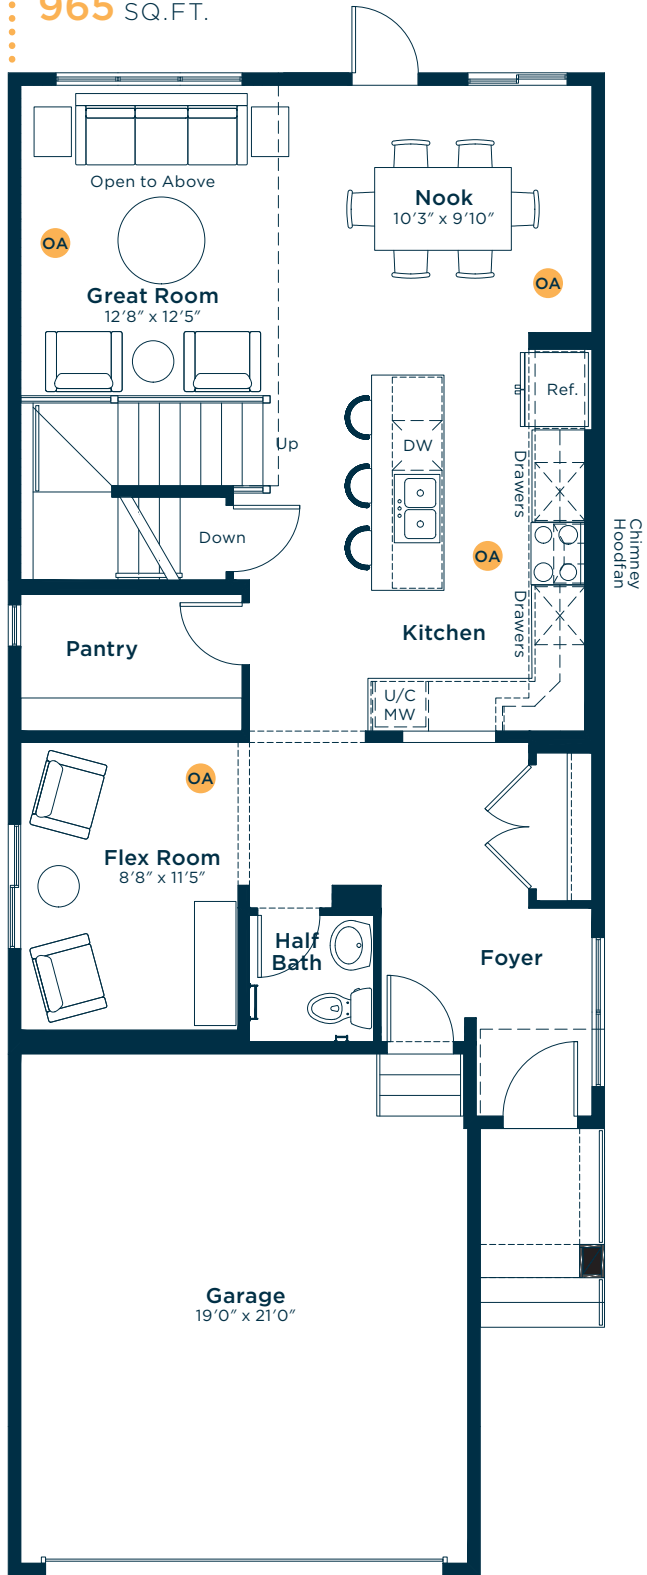 965 SQ.FT.
Open to Above
Nook
10'3" x 9'10"
OA
OA
Great Room
12'8" x 12'5"
Ref.
Up
DW
Drawers
Down
OA
Chimney
Hoodfan
Drawers
Kitchen
Pantry
U/C
MW
OA
Flex Room
8'8" x 11'5"
Half
Bath
Foyer
Garage
19'0" x 21'0"